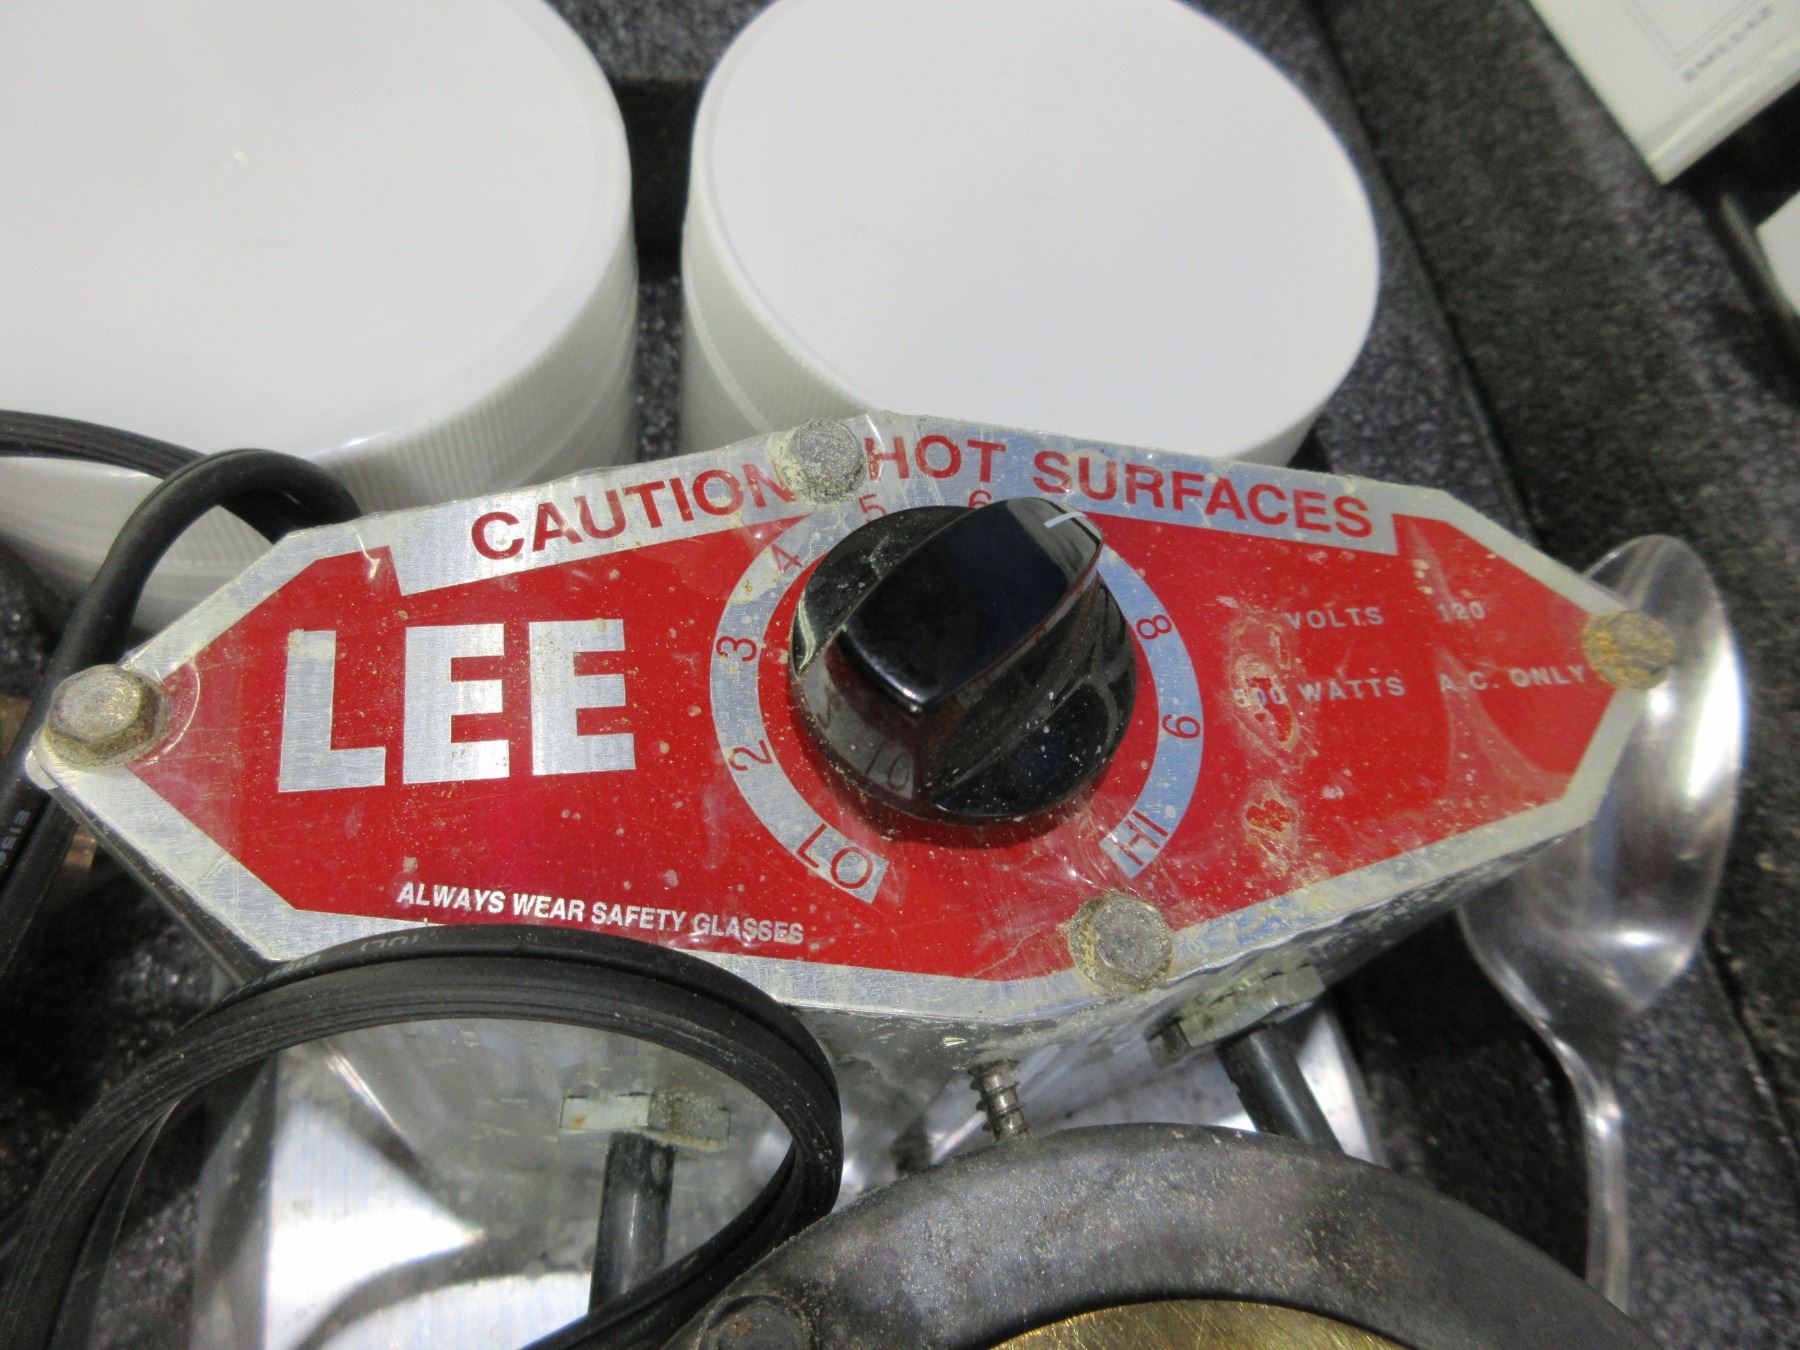 CAUTION HOT SURFACES
LEE
LO
2
3
4
5
6
8
9
HI
VOLTS 120
500 WATTS A.C. ONLY
ALWAYS WEAR SAFETY GLASSES